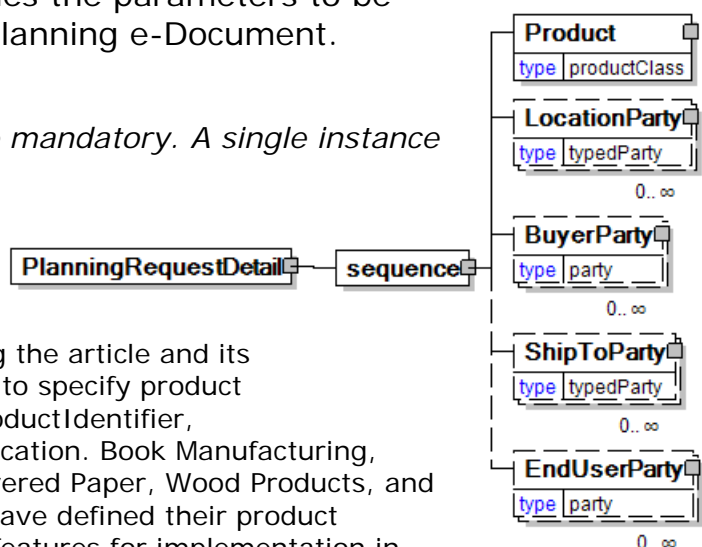 es the parameters to be
lanning e-Document.
mandatory. A single instance
g the article and its
to specify product
oductIdentifier,
cation. Book Manufacturing,
ered Paper, Wood Products, and
ave defined their product
eatures for implementation in
PlanningRequestDetail
sequence
Product
type productClass
LocationParty
type typedParty
0.. ∞
BuyerParty
type party
0.. ∞
ShipToParty
type typedParty
0.. ∞
EndUserParty
type party
0.. ∞